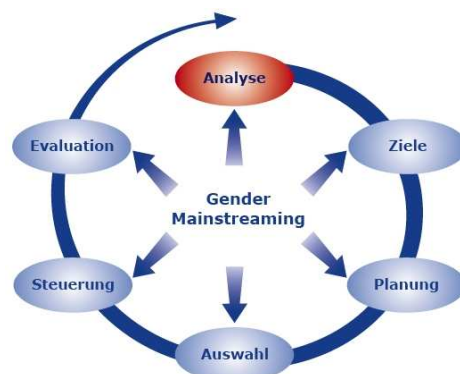 Analyse
Evaluation
Ziele
Gender
Mainstreaming
Steuerung
Planung
Auswahl